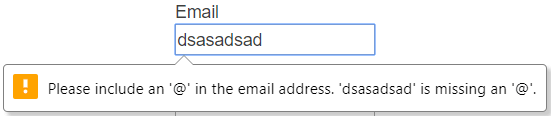 Email
dsasadsad
Please include an '@' in the email address. 'dsasadsad' is missing an '@'.